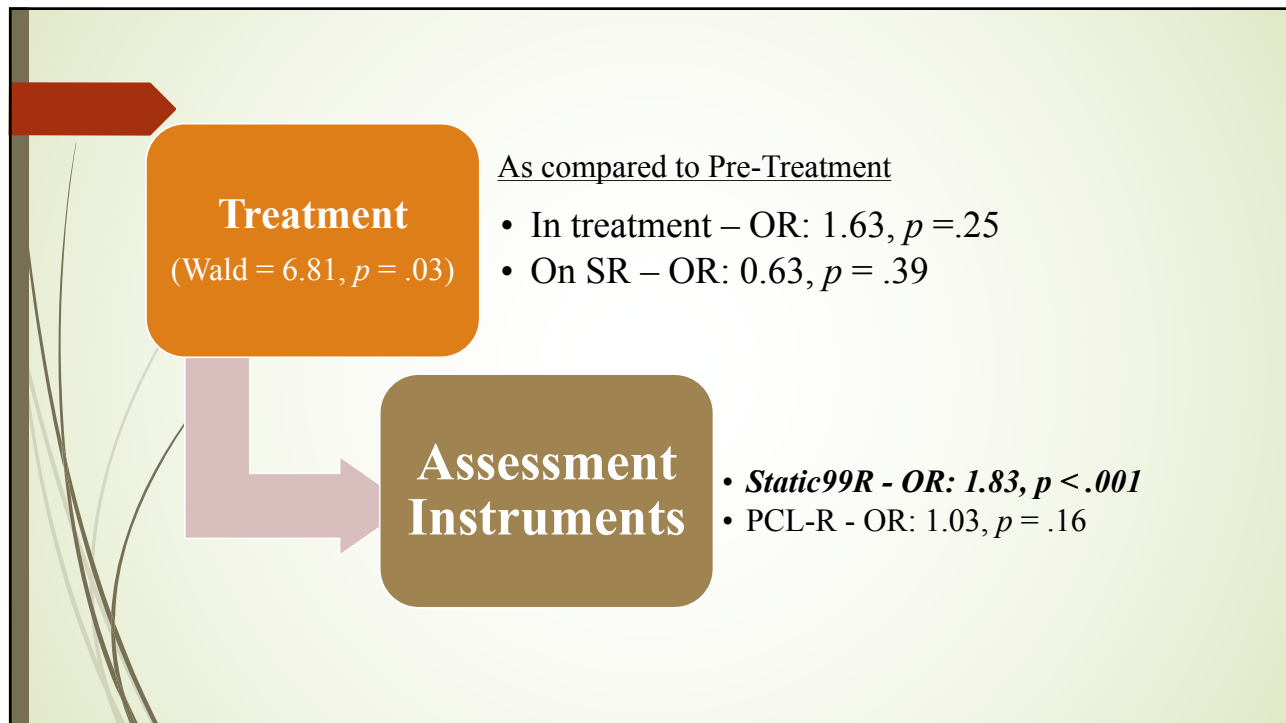 Treatment
(Wald = 6.81, p = .03)
As compared to Pre-Treatment
• In treatment – OR: 1.63, p =.25
• On SR – OR: 0.63, p = .39
Assessment
Instruments
• Static99R - OR: 1.83, p < .001
• PCL-R - OR: 1.03, p = .16